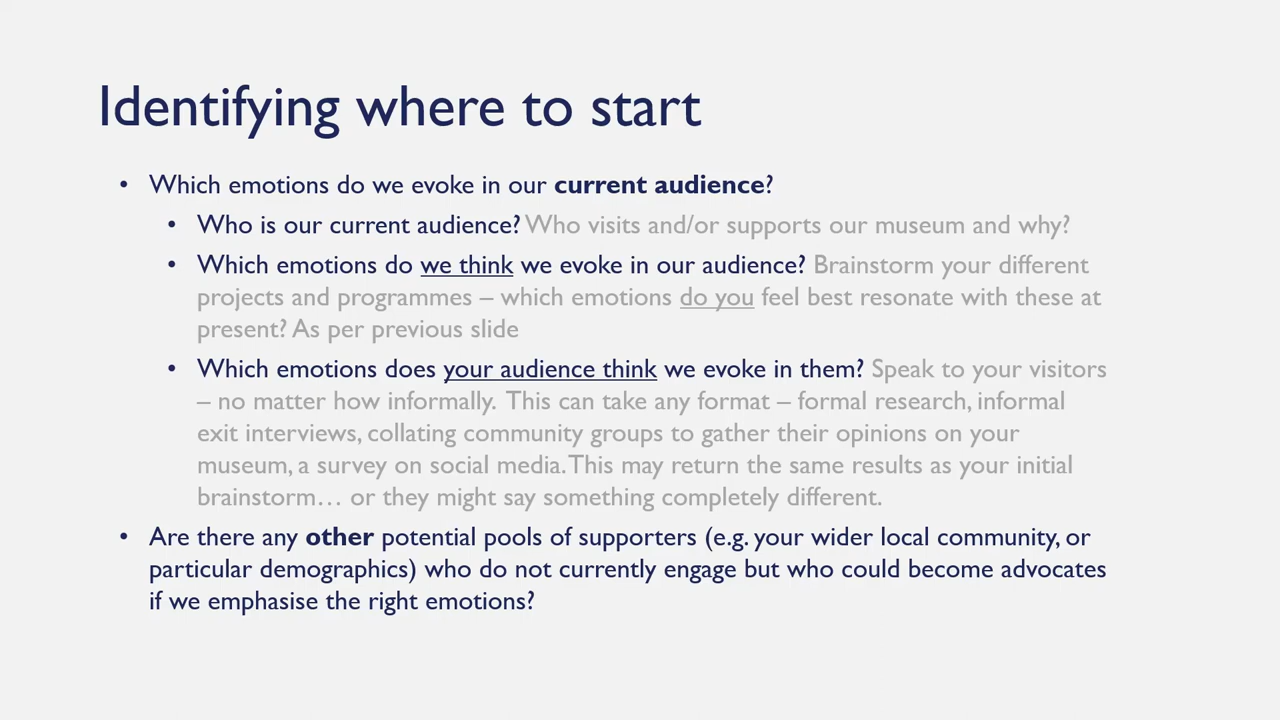 Identifying where to start
• Which emotions do we evoke in our current audience?
• Who is our current audience? Who visits and/or supports our museum and why?
• Which emotions do we think we evoke in our audience? Brainstorm your different
projects and programmes – which emotions do you feel best resonate with these at
present? As per previous slide
• Which emotions does your audience think we evoke in them? Speak to your visitors
– no matter how informally. This can take any format – formal research, informal
exit interviews, collating community groups to gather their opinions on your
museum, a survey on social media. This may return the same results as your initial
brainstorm… or they might say something completely different.
• Are there any other potential pools of supporters (e.g. your wider local community, or
particular demographics) who do not currently engage but who could become advocates
if we emphasise the right emotions?